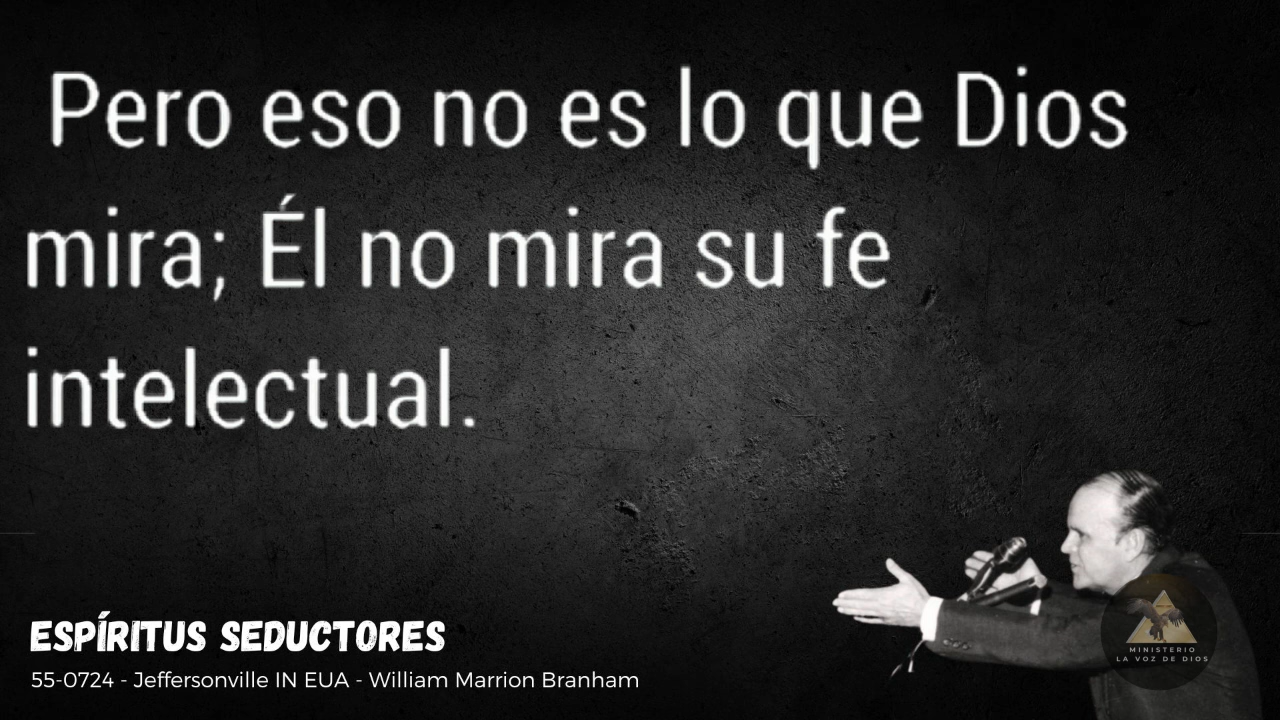 Pero eso no es lo que Dios
mira; Él no mira su fe
intelectual.
ESPÍRITUS SEDUCTORES
55-0724 - Jeffersonville IN EUA - William Marrion Branham
MINISTERIO
LA VOZ DE DIOS